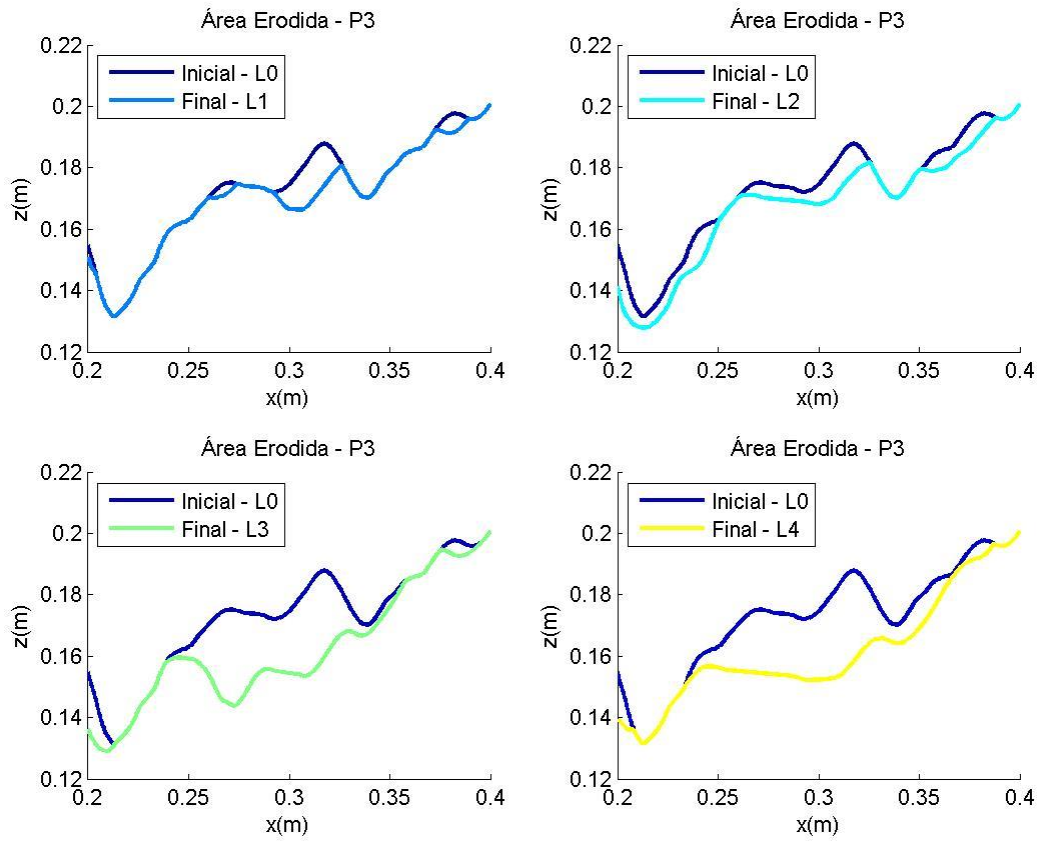 Área Erodida - P3
0.22
0.2
0.18
0.16
0.14
0.12
z(m)
Inicial - L0
Final - L1
0.2 0.25 0.3 0.35 0.4
x(m)
Área Erodida - P3
0.22
0.2
0.18
0.16
0.14
0.12
z(m)
Inicial - L0
Final - L2
0.2 0.25 0.3 0.35 0.4
x(m)
Área Erodida - P3
0.22
0.2
0.18
0.16
0.14
0.12
z(m)
Inicial - L0
Final - L3
0.2 0.25 0.3 0.35 0.4
x(m)
Área Erodida - P3
0.22
0.2
0.18
0.16
0.14
0.12
z(m)
Inicial - L0
Final - L4
0.2 0.25 0.3 0.35 0.4
x(m)